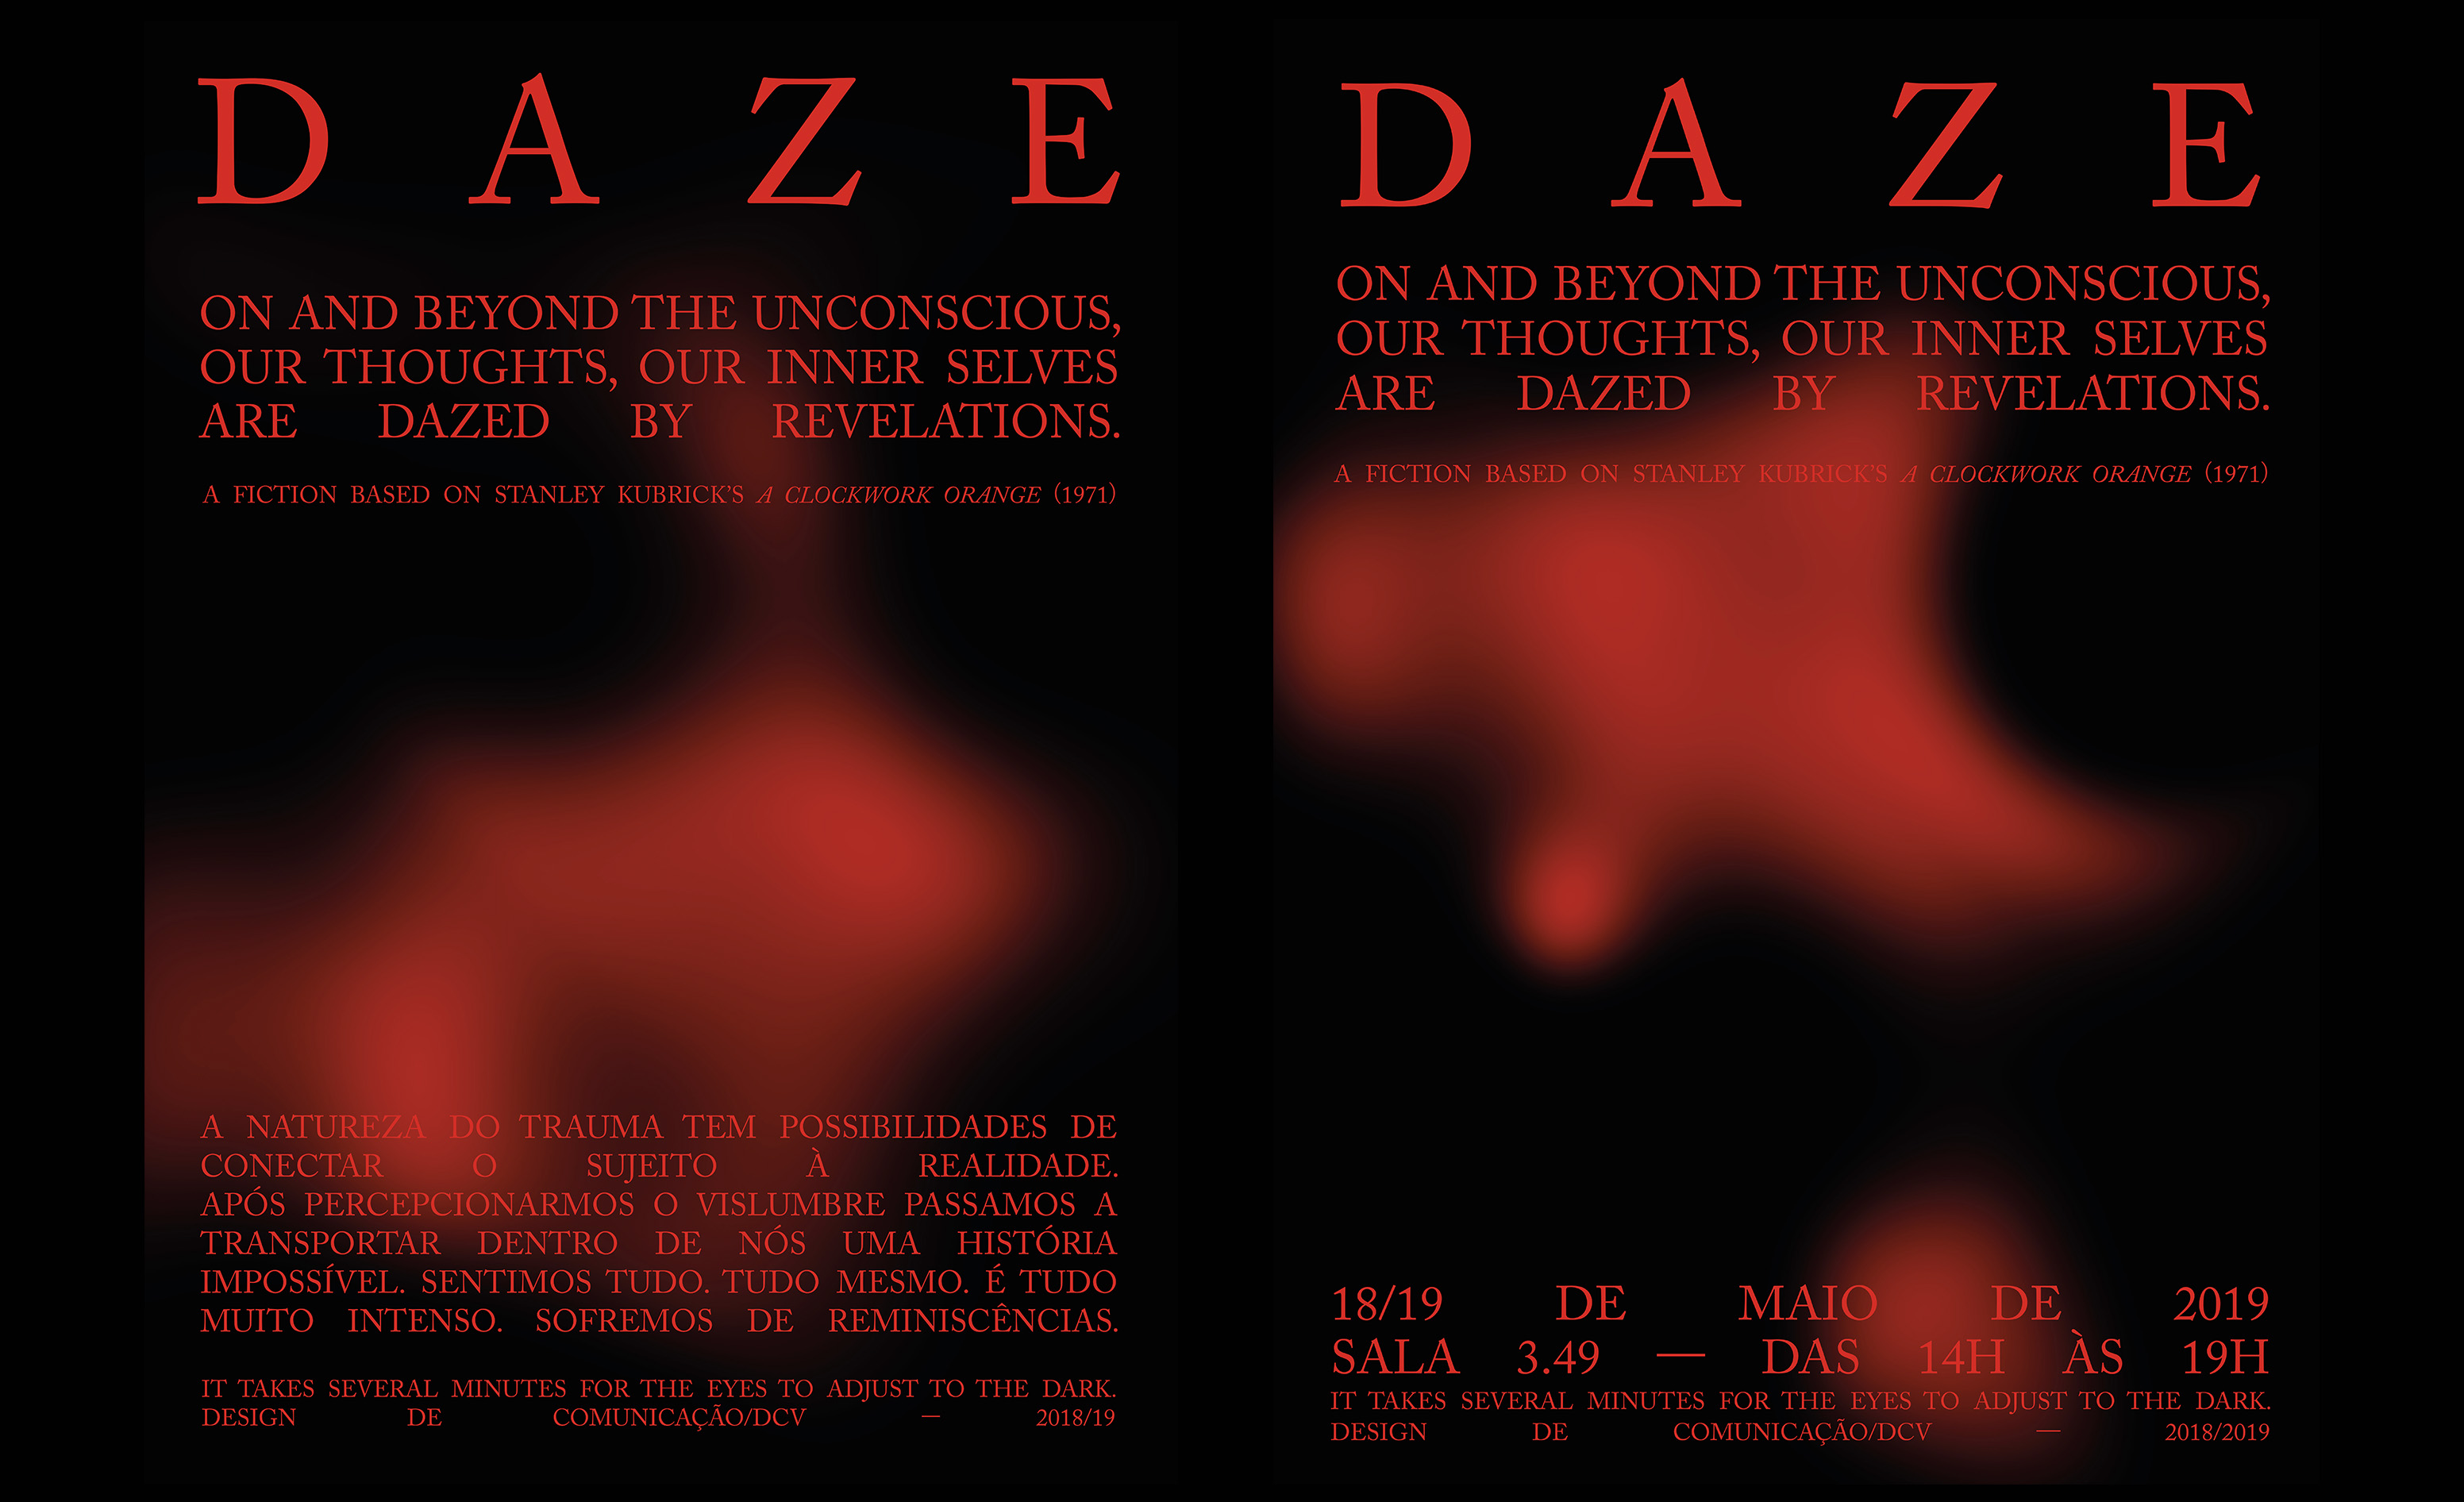 DAZE
ON AND BEYOND THE UNCONSCIOUS,
OUR THOUGHTS, OUR INNER SELVES
ARE DAZED BY REVELATIONS.
A FICTION BASED ON STANLEY KUBRICK'S A CLOCKWORK ORANGE (1971)
A NATUREZA DO TRAUMA TEM POSSIBILIDADES DE
CONECTAR O SUJEITO À REALIDADE.
APÓS PERCEPCIONARMOS O VISLUMBRE PASSAMOS A
TRANSPORTAR DENTRO DE NÓS UMA HISTÓRIA
IMPOSSÍVEL. SENTIMOS TUDO. TUDO MESMO. É TUDO
MUITO INTENSO. SOFREMOS DE REMINISCÊNCIAS.
IT TAKES SEVERAL MINUTES FOR THE EYES TO ADJUST TO THE DARK.
DESIGN DE COMUNICAÇÃO/DCV — 2018/19
DAZE
ON AND BEYOND THE UNCONSCIOUS,
OUR THOUGHTS, OUR INNER SELVES
ARE DAZED BY REVELATIONS.
A FICTION BASED ON STANLEY KUBRICK'S A CLOCKWORK ORANGE (1971)
18/19 DE MAIO DE 2019
SALA 3.49 — DAS 14H ÀS 19H
IT TAKES SEVERAL MINUTES FOR THE EYES TO ADJUST TO THE DARK.
DESIGN DE COMUNICAÇÃO/DCV — 2018/2019